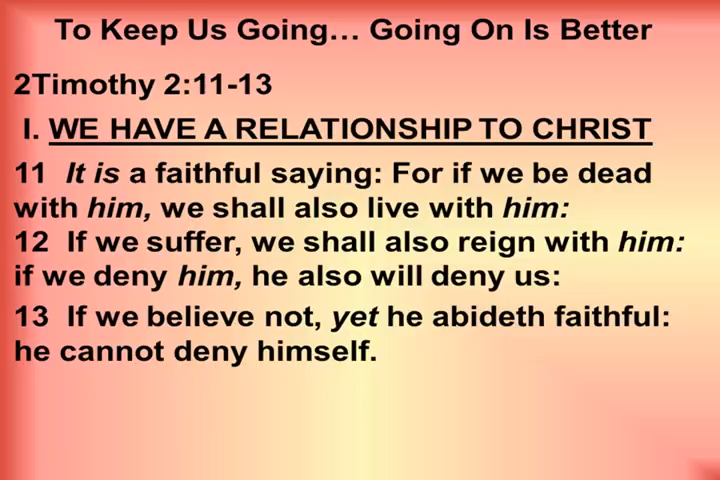 To Keep Us Going… Going On Is Better
2Timothy 2:11-13
I. WE HAVE A RELATIONSHIP TO CHRIST
11 It is a faithful saying: For if we be dead
with him, we shall also live with him:
12 If we suffer, we shall also reign with him:
if we deny him, he also will deny us:
13 If we believe not, yet he abideth faithful:
he cannot deny himself.